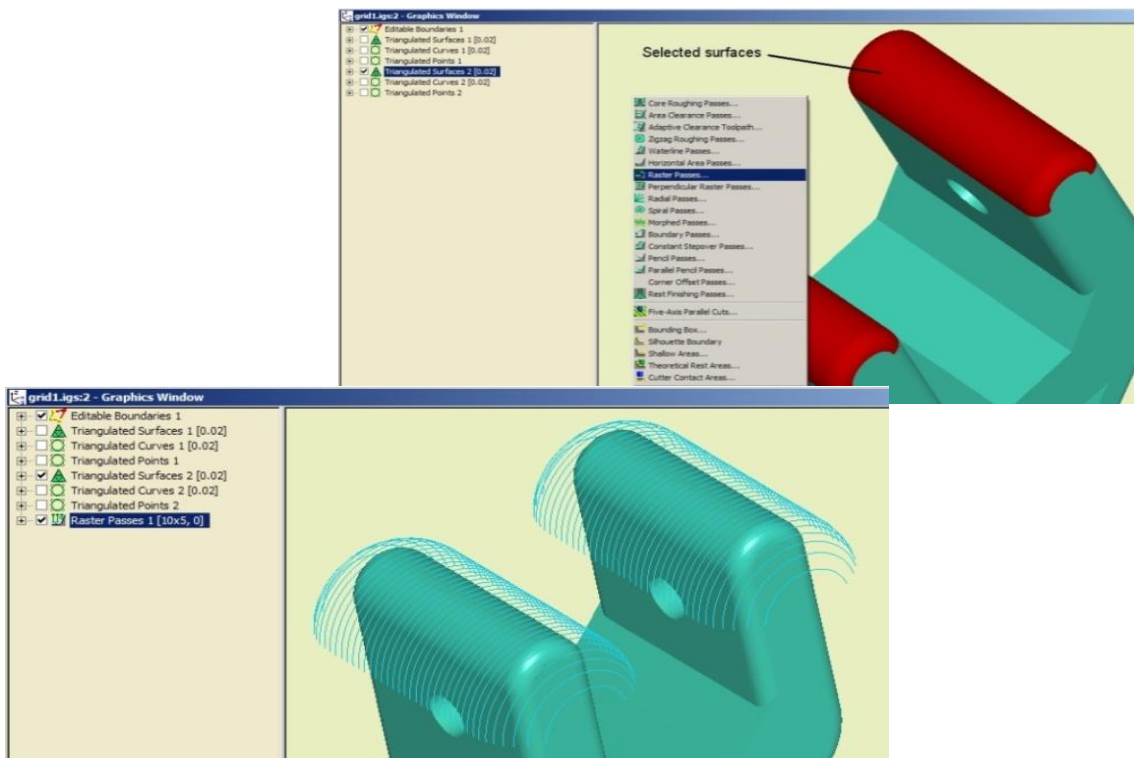 grid1.igs:2 - Graphics Window
Editable Boundaries 1
Triangulated Surfaces 1 [0.02]
Triangulated Curves 1 [0.02]
Triangulated Points 1
Triangulated Surfaces 2 [0.02]
Triangulated Curves 2 [0.02]
Triangulated Points 2
Selected surfaces
Core Roughing Passes...
Area Clearance Passes...
Adaptive Clearance Toolpath...
Zigzag Roughing Passes...
Waterline Passes...
Horizontal Area Passes...
Raster Passes...
Perpendicular Raster Passes...
Radial Passes...
Spiral Passes...
Morphed Passes...
Boundary Passes...
Constant Stepover Passes...
Pencil Passes...
Parallel Pencil Passes...
Corner Offset Passes...
Rest Finishing Passes...
Five-Axis Parallel Cuts...
Bounding Box...
Silhouette Boundary
Shallow Areas...
Theoretical Rest Areas...
Cutter Contact Areas...
grid1.igs:2 - Graphics Window
Editable Boundaries 1
Triangulated Surfaces 1 [0.02]
Triangulated Curves 1 [0.02]
Triangulated Points 1
Triangulated Surfaces 2 [0.02]
Triangulated Curves 2 [0.02]
Triangulated Points 2
Raster Passes 1 [10x5, 0]